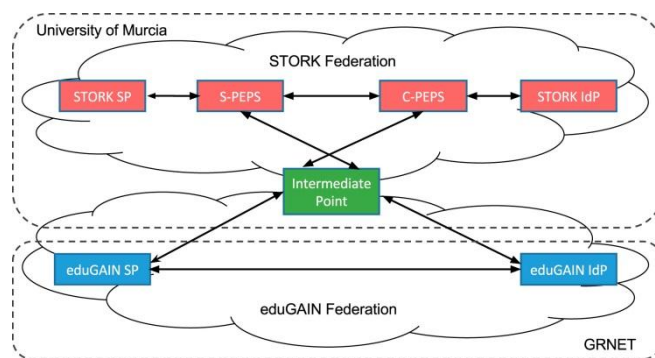 University of Murcia
STORK Federation
STORK SP
S-PEPS
C-PEPS
STORK IdP
Intermediate
Point
eduGAIN SP
eduGAIN IdP
eduGAIN Federation
GRNET